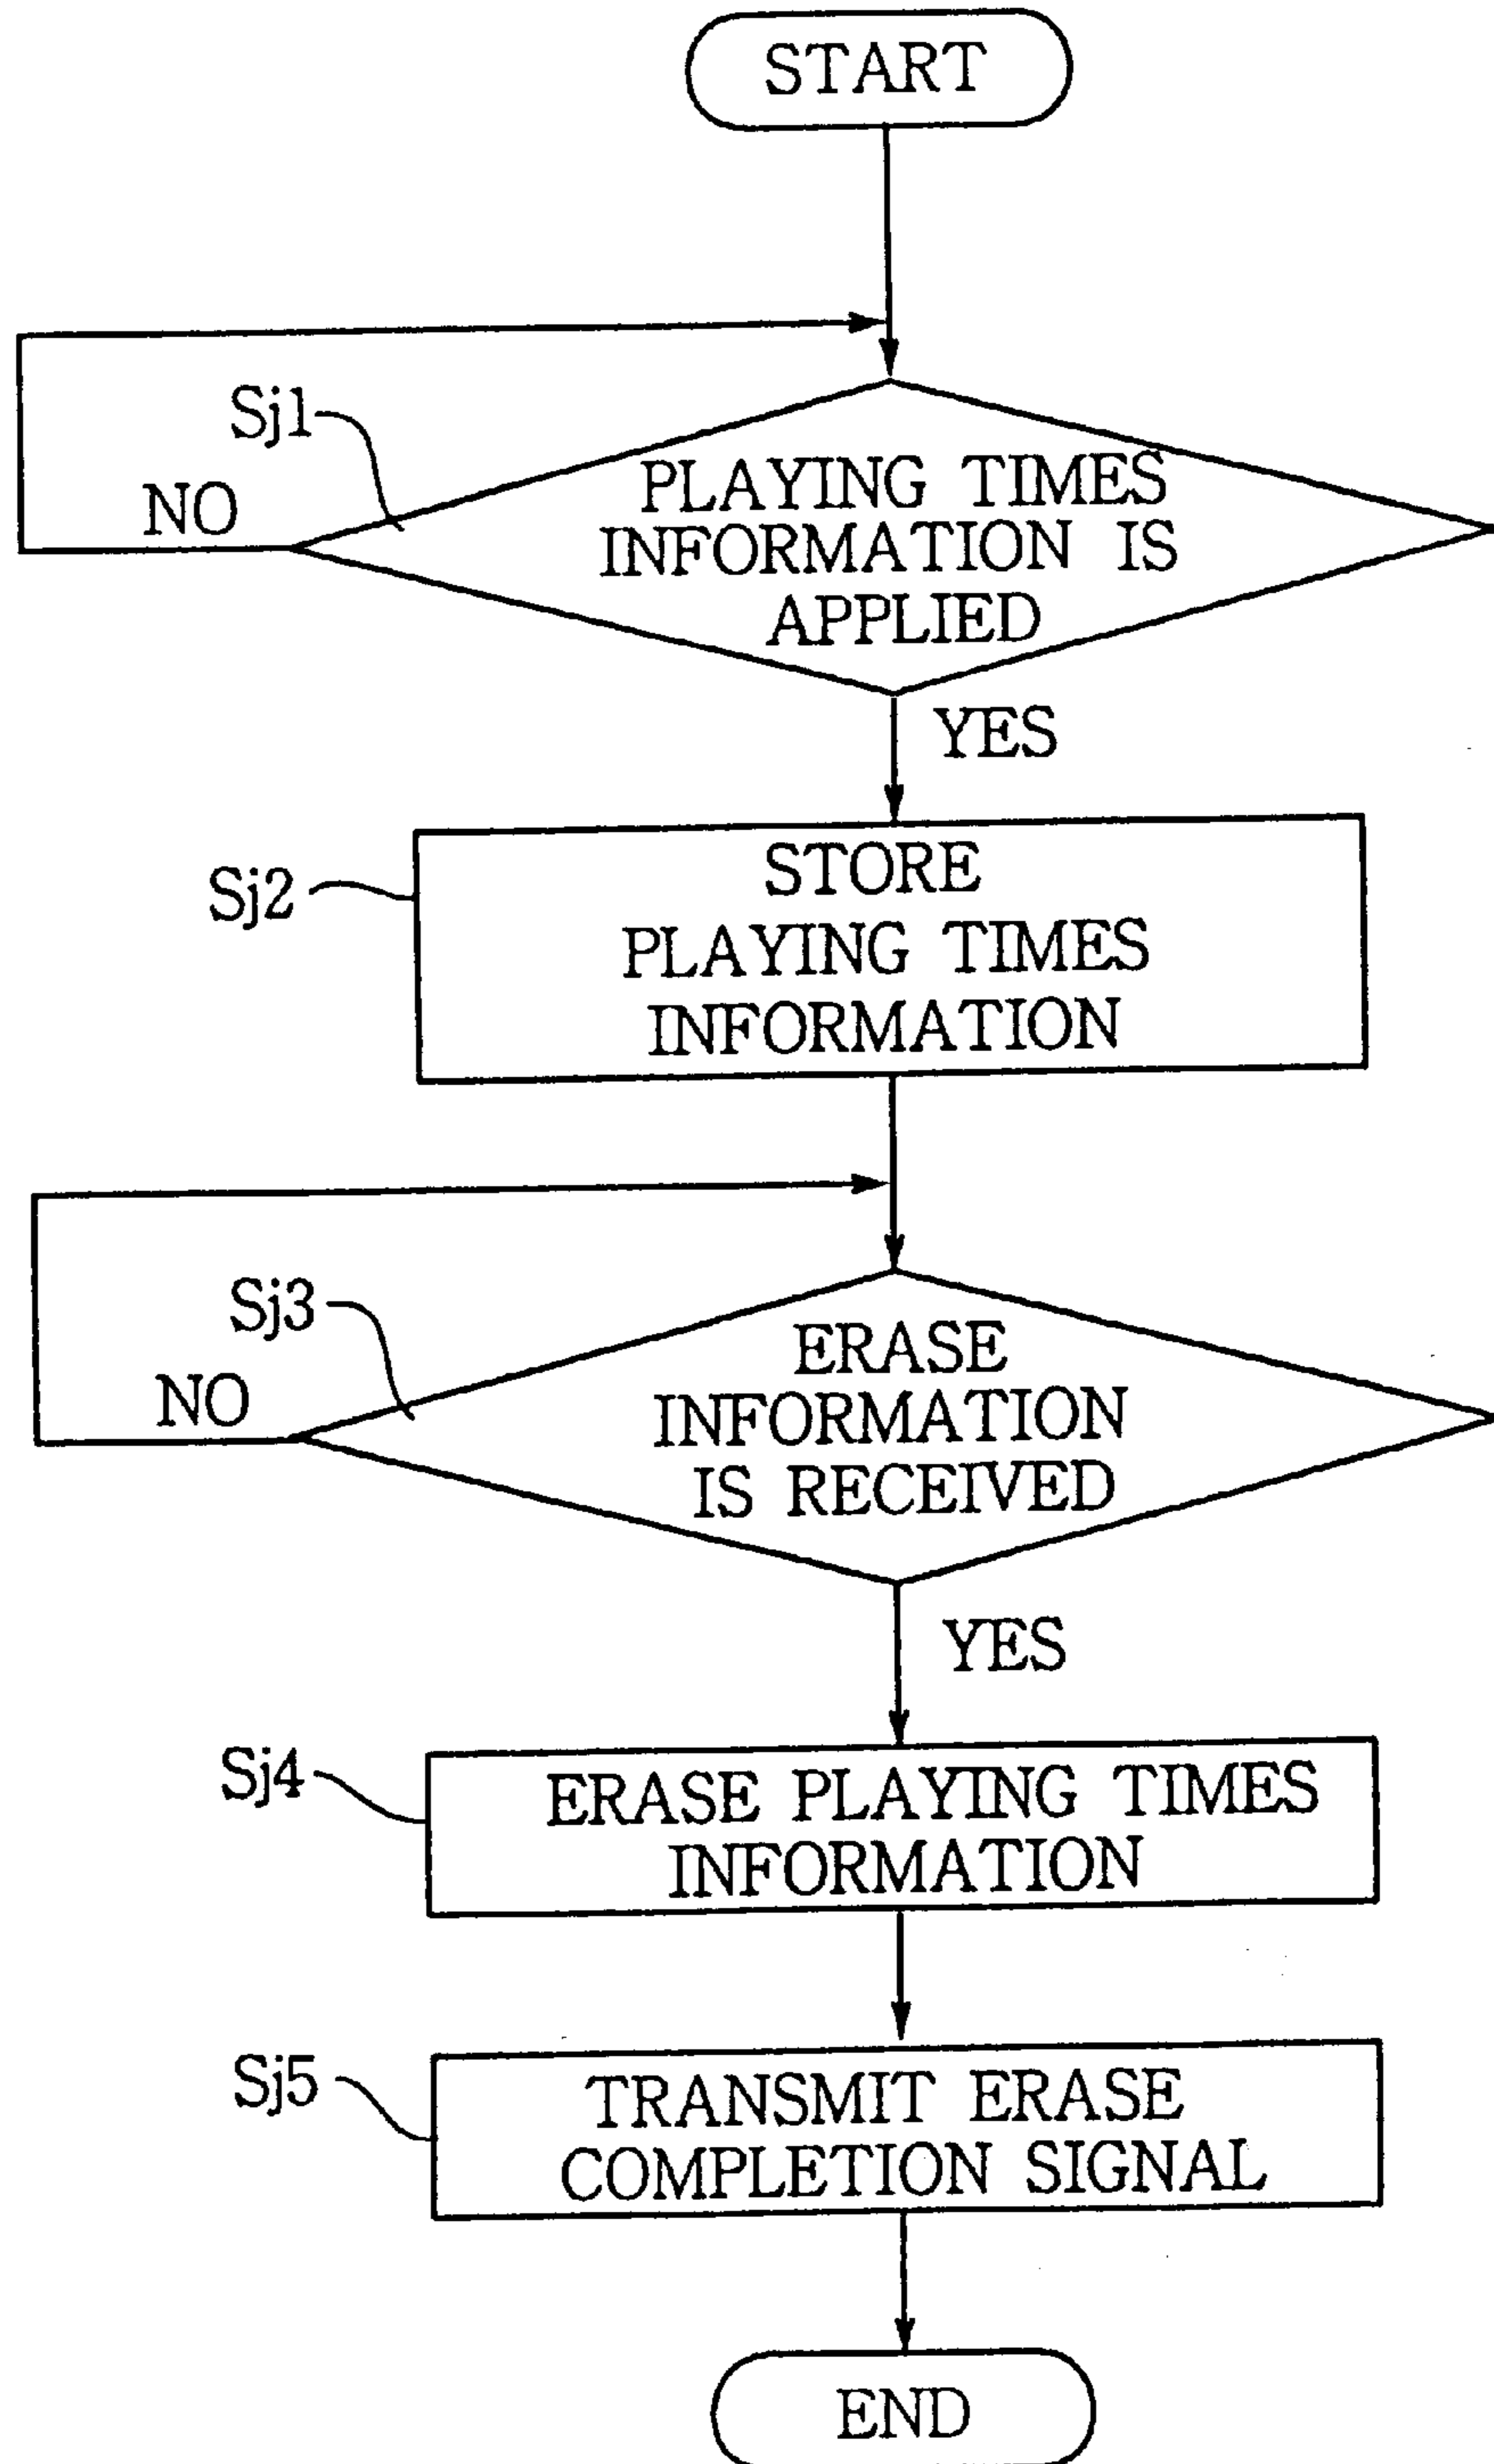 START
Sj1
NO
PLAYING TIMES
INFORMATION IS
APPLIED
YES
Sj2
STORE
PLAYING TIMES
INFORMATION
Sj3
NO
ERASE
INFORMATION
IS RECEIVED
YES
Sj4
ERASE PLAYING TIMES
INFORMATION
Sj5
TRANSMIT ERASE
COMPLETION SIGNAL
END